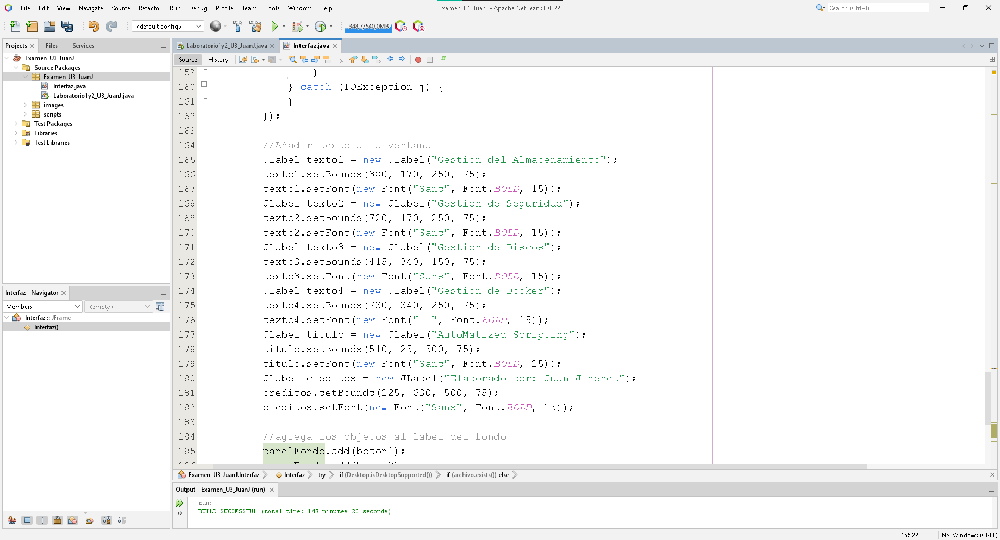 File Edit View Navigate Source Refactor Run Debug Profile Team Tools Window Help
Examen_U3_JuanJ - Apache NetBeans IDE 22
Search (Ctrl+I)
<default config>
348,7/540,0MB
Projects
Files
Services
Examen_U3_JuanJ
Source Packages
Examen_U3_JuanJ
Interfaz.java
Laboratorio1y2_U3_JuanJ.java
images
scripts
Test Packages
Libraries
Test Libraries
Interfaz - Navigator
Members
<empty>
Interfaz :: JFrame
Interfaz()
Laboratorio1y2_U3_JuanJ.java
Interfaz.java
Source
History
159 }
160 } catch (IOException j) {
161 }
162 });
163
164 //Añadir texto a la ventana
165 JLabel texto1 = new JLabel("Gestion del Almacenamiento");
166 texto1.setBounds(380, 170, 250, 75);
167 texto1.setFont(new Font("Sans", Font.BOLD, 15));
168 JLabel texto2 = new JLabel("Gestion de Seguridad");
169 texto2.setBounds(720, 170, 250, 75);
170 texto2.setFont(new Font("Sans", Font.BOLD, 15));
171 JLabel texto3 = new JLabel("Gestion de Discos");
172 texto3.setBounds(415, 340, 150, 75);
173 texto3.setFont(new Font("Sans", Font.BOLD, 15));
174 JLabel texto4 = new JLabel("Gestion de Docker");
175 texto4.setBounds(730, 340, 250, 75);
176 texto4.setFont(new Font(" -", Font.BOLD, 15));
177 JLabel titulo = new JLabel("AutoMatized Scripting");
178 titulo.setBounds(510, 25, 500, 75);
179 titulo.setFont(new Font("Sans", Font.BOLD, 25));
180 JLabel creditos = new JLabel("Elaborado por: Juan Jiménez");
181 creditos.setBounds(225, 630, 500, 75);
182 creditos.setFont(new Font("Sans", Font.BOLD, 15));
183
184 //agrega los objetos al Label del fondo
185 panelFondo.add(boton1);
Examen_U3_JuanJ.Interfaz
Interfaz
try
if (Desktop.isDesktopSupported())
if (archivo.exists()) else
Output - Examen_U3_JuanJ (run)
run:
BUILD SUCCESSFUL (total time: 147 minutes 20 seconds)
156:22
INS
Windows (CRLF)